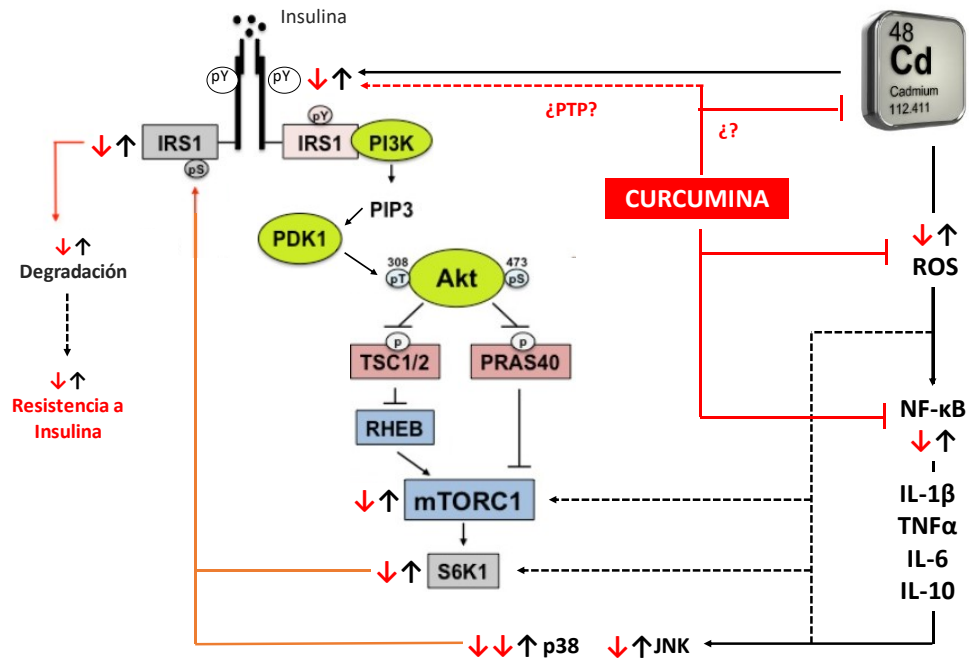 Insulina
48
Cd
Cadmium
112.411
pY
pY
¿PTP?
¿?
pY
IRS1
IRS1
PI3K
pS
CURCUMINA
PIP3
PDK1
308
473
pT
Akt
pS
ROS
Degradación
p
p
TSC1/2
PRAS40
Resistencia a
Insulina
NF-κB
RHEB
mTORC1
IL-1β
TNFα
IL-6
IL-10
S6K1
p38
JNK